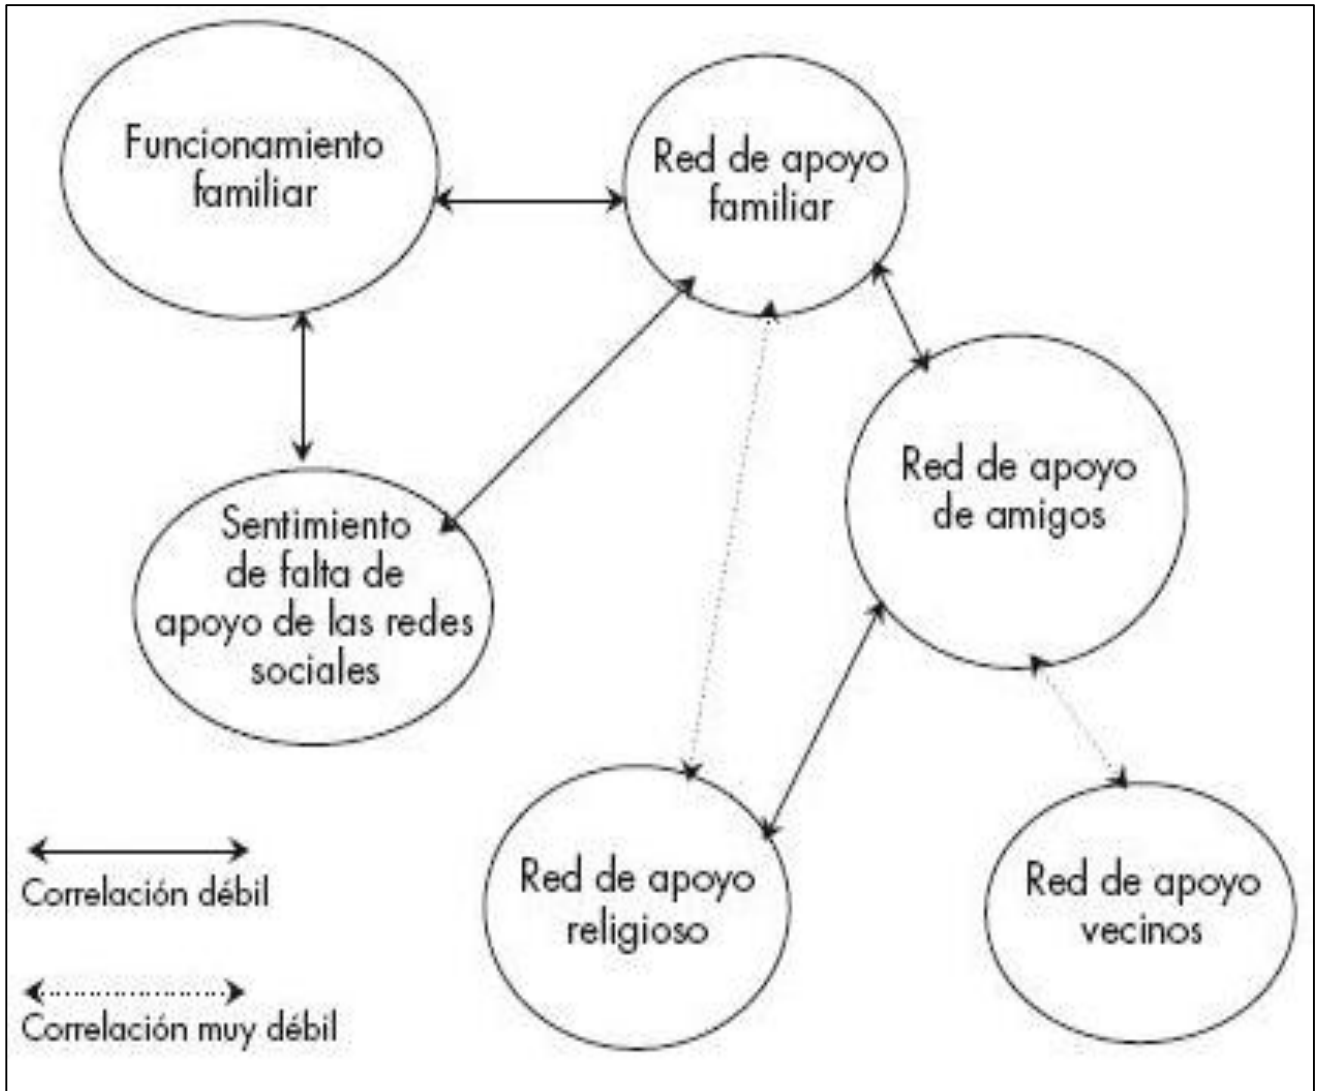 Funcionamiento
familiar
Red de apoyo
familiar
Red de apoyo
de amigos
Sentimiento
de falta de
apoyo de las redes
sociales
Red de apoyo
religioso
Red de apoyo
vecinos
Correlación débil
Correlación muy débil